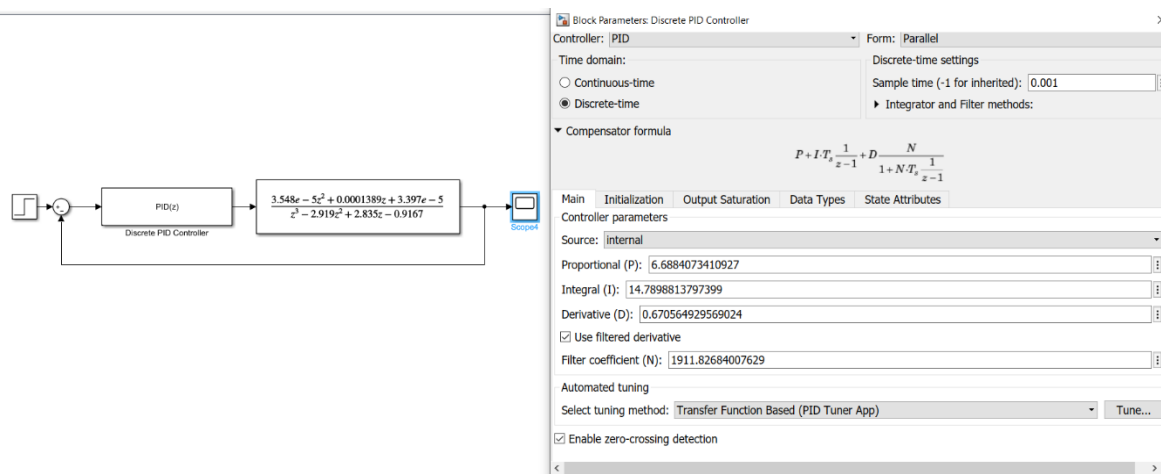 PID(z)
Discrete PID Controller
3.548e − 5z² + 0.0001389z + 3.397e − 5
z³ − 2.919z² + 2.835z − 0.9167
Scope4
Block Parameters: Discrete PID Controller
Controller: PID Form: Parallel
Time domain: Discrete-time settings
Continuous-time Sample time (-1 for inherited): 0.001
Discrete-time Integrator and Filter methods:
Compensator formula
P + I·Tₛ 1/(z−1) + D N/(1 + N·Tₛ 1/(z−1))
Main Initialization Output Saturation Data Types State Attributes
Controller parameters
Source: internal
Proportional (P): 6.6884073410927
Integral (I): 14.7898813797399
Derivative (D): 0.670564929569024
Use filtered derivative
Filter coefficient (N): 1911.82684007629
Automated tuning
Select tuning method: Transfer Function Based (PID Tuner App) Tune...
Enable zero-crossing detection